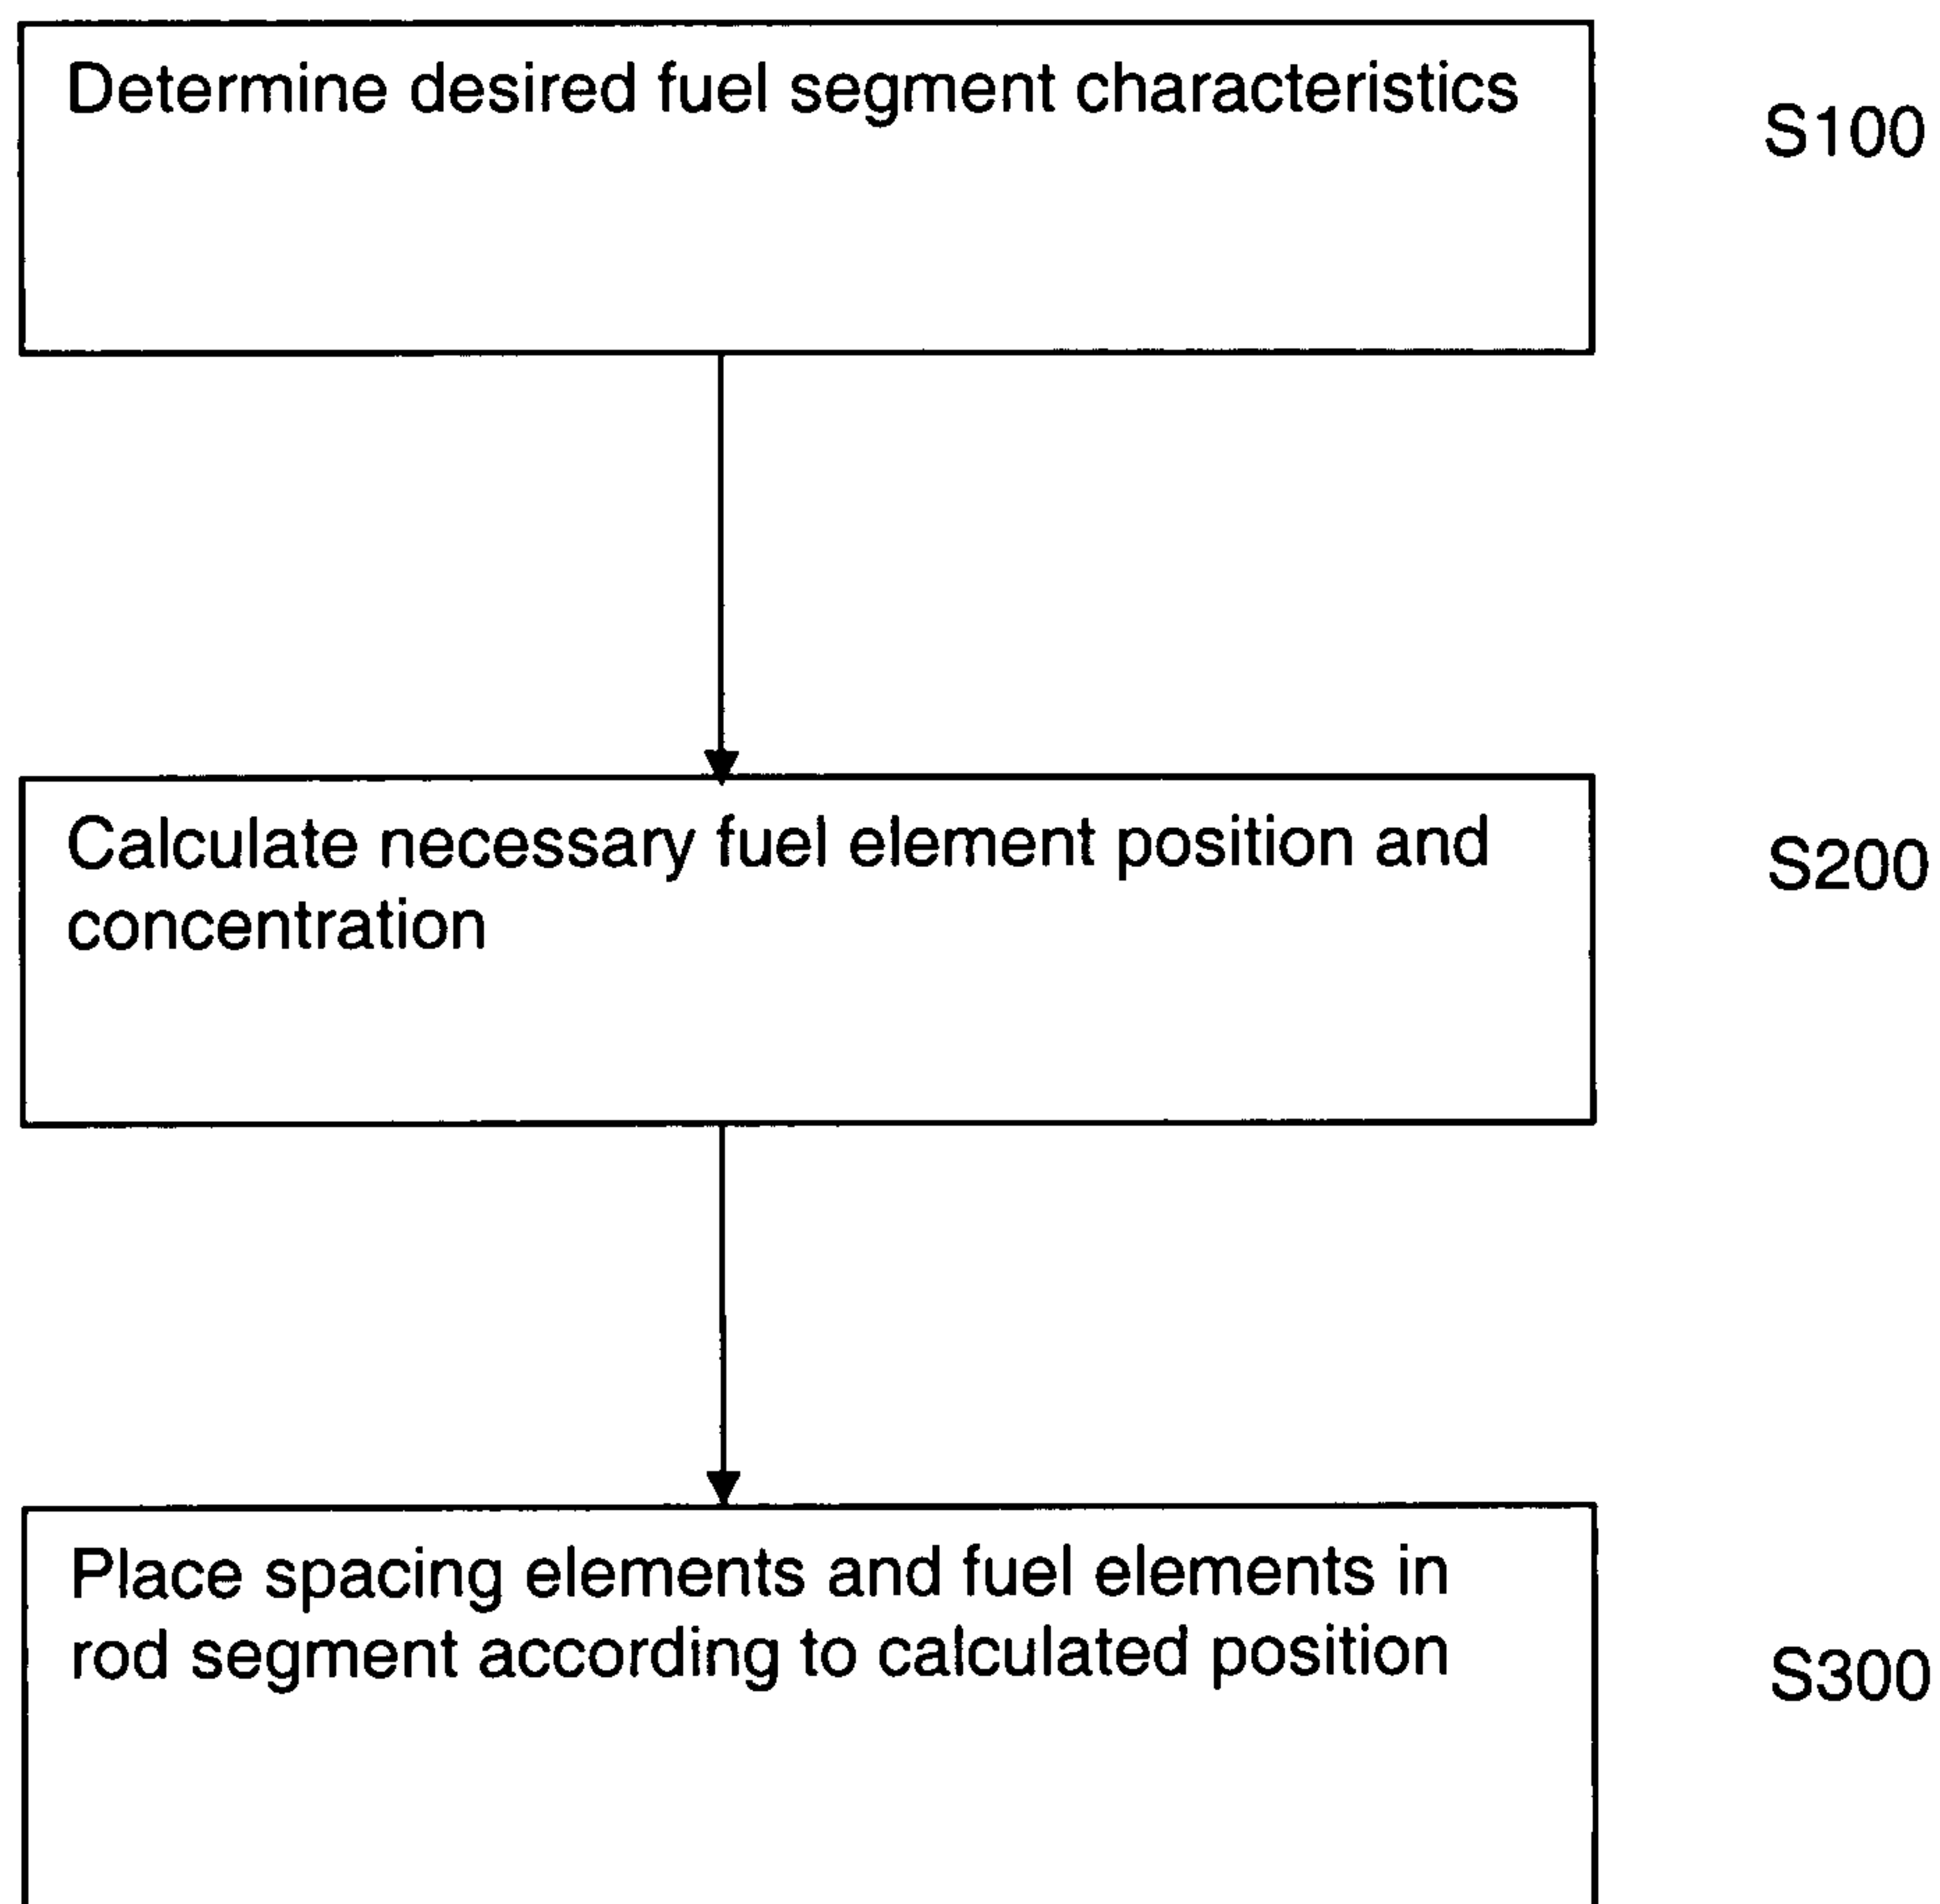 Determine desired fuel segment characteristics
S100
Calculate necessary fuel element position and
concentration
S200
Place spacing elements and fuel elements in
rod segment according to calculated position
S300